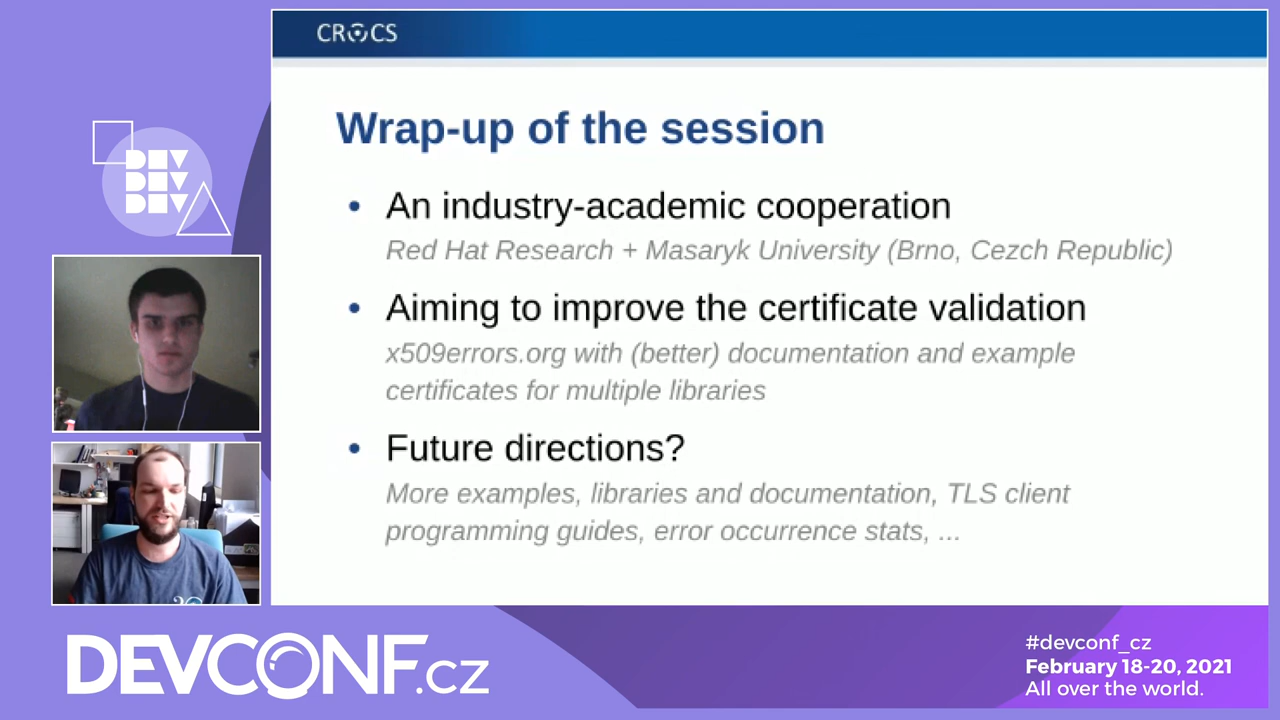 CROCS
Wrap-up of the session
• An industry-academic cooperation
Red Hat Research + Masaryk University (Brno, Cezch Republic)
• Aiming to improve the certificate validation
x509errors.org with (better) documentation and example
certificates for multiple libraries
• Future directions?
More examples, libraries and documentation, TLS client
programming guides, error occurrence stats, ...
DEV
DEV
DEV
DEVCONF.cz
#devconf_cz
February 18-20, 2021
All over the world.